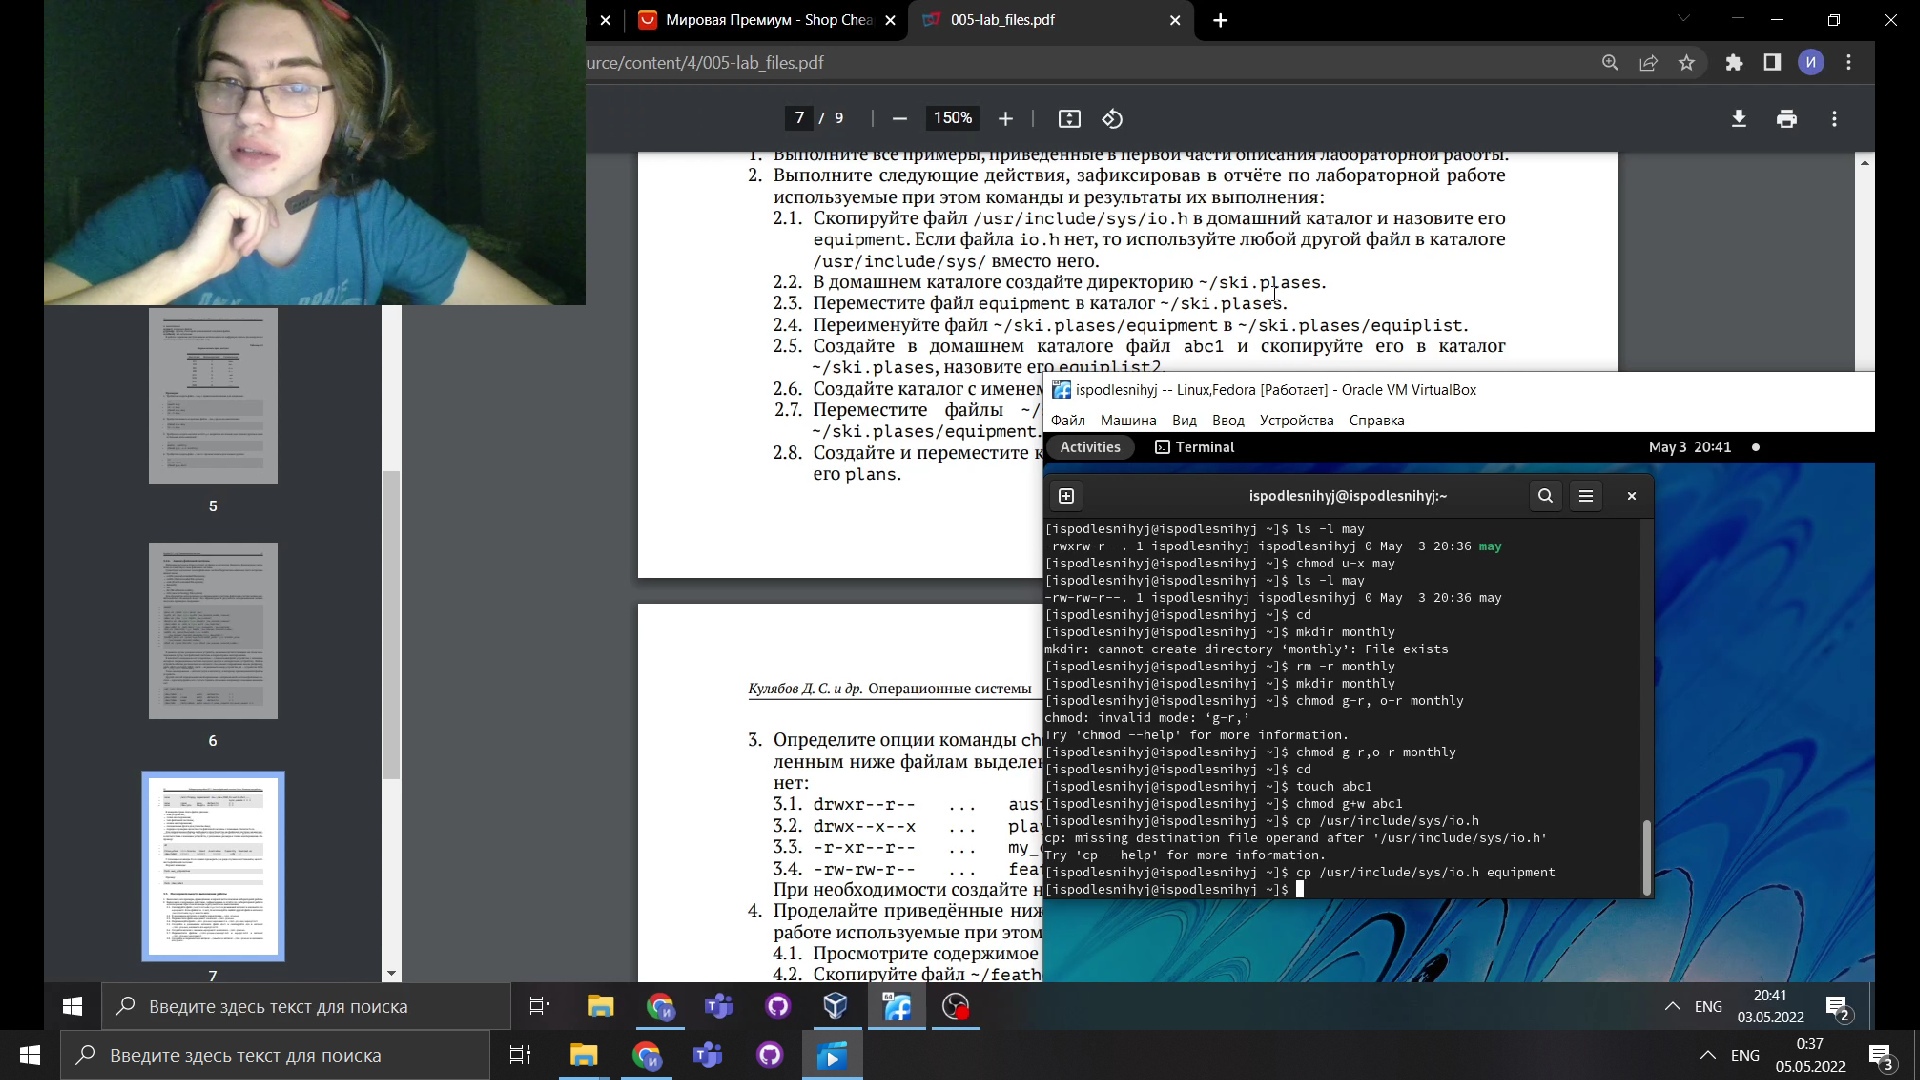 Мировая Премиум - Shop Chea
005-lab_files.pdf
urce/content/4/005-lab_files.pdf
И
7 / 9
150%
1. Выполните все примеры, приведённые в первой части описания лабораторной работы.
2. Выполните следующие действия, зафиксировав в отчёте по лабораторной работе
используемые при этом команды и результаты их выполнения:
2.1. Скопируйте файл /usr/include/sys/io.h в домашний каталог и назовите его
equipment. Если файла io.h нет, то используйте любой другой файл в каталоге
/usr/include/sys/ вместо него.
2.2. В домашнем каталоге создайте директорию ~/ski.plases.
2.3. Переместите файл equipment в каталог ~/ski.plases.
2.4. Переименуйте файл ~/ski.plases/equipment в ~/ski.plases/equiplist.
2.5. Создайте в домашнем каталоге файл abc1 и скопируйте его в каталог
~/ski.plases, назовите его equiplist2.
2.6. Создайте каталог с именем
2.7. Переместите файлы ~/
~/ski.plases/equipment.
2.8. Создайте и переместите к
его plans.
5
6
7
Кулябов Д. С. и др. Операционные системы
3. Определите опции команды ch
ленным ниже файлам выделен
нет:
3.1. drwxr--r-- ... aus
3.2. drwx--x--x ... pla
3.3. -r-xr--r-- ... my_
3.4. -rw-rw-r-- ... fea
При необходимости создайте н
4. Проделайте приведённые ниж
работе используемые при этом
4.1. Просмотрите содержимое
4.2. Скопируйте файл ~/feath
ispodlesnihyj -- Linux,Fedora [Работает] - Oracle VM VirtualBox
Файл Машина Вид Ввод Устройства Справка
Activities Terminal May 3 20:41
ispodlesnihyj@ispodlesnihyj:~
[ispodlesnihyj@ispodlesnihyj ~]$ ls -l may
rwxrw r . 1 ispodlesnihyj ispodlesnihyj 0 May 3 20:36 may
[ispodlesnihyj@ispodlesnihyj ~]$ chmod u-x may
[ispodlesnihyj@ispodlesnihyj ~]$ ls -l may
-rw-rw-r--. 1 ispodlesnihyj ispodlesnihyj 0 May 3 20:36 may
[ispodlesnihyj@ispodlesnihyj ~]$ cd
[ispodlesnihyj@ispodlesnihyj ~]$ mkdir monthly
mkdir: cannot create directory ‘monthly’: File exists
[ispodlesnihyj@ispodlesnihyj ~]$ rm -r monthly
[ispodlesnihyj@ispodlesnihyj ~]$ mkdir monthly
[ispodlesnihyj@ispodlesnihyj ~]$ chmod g-r, o-r monthly
chmod: invalid mode: ‘g-r,’
Try 'chmod --help' for more information.
[ispodlesnihyj@ispodlesnihyj ~]$ chmod g r,o r monthly
[ispodlesnihyj@ispodlesnihyj ~]$ cd
[ispodlesnihyj@ispodlesnihyj ~]$ touch abc1
[ispodlesnihyj@ispodlesnihyj ~]$ chmod g+w abc1
[ispodlesnihyj@ispodlesnihyj ~]$ cp /usr/include/sys/io.h
cp: missing destination file operand after '/usr/include/sys/io.h'
Try 'cp help' for more information.
[ispodlesnihyj@ispodlesnihyj ~]$ cp /usr/include/sys/io.h equipment
[ispodlesnihyj@ispodlesnihyj ~]$
Введите здесь текст для поиска
ENG
20:41
03.05.2022
2
Введите здесь текст для поиска
ENG
0:37
05.05.2022
3